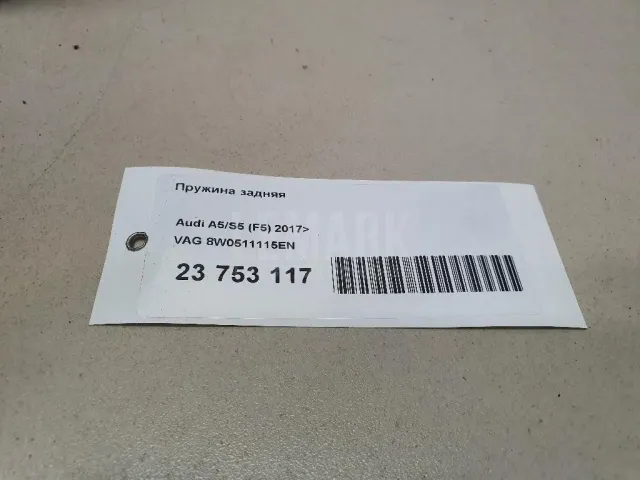 Пружина задняя
Audi A5/S5 (F5) 2017>
VAG 8W0511115EN
23 753 117